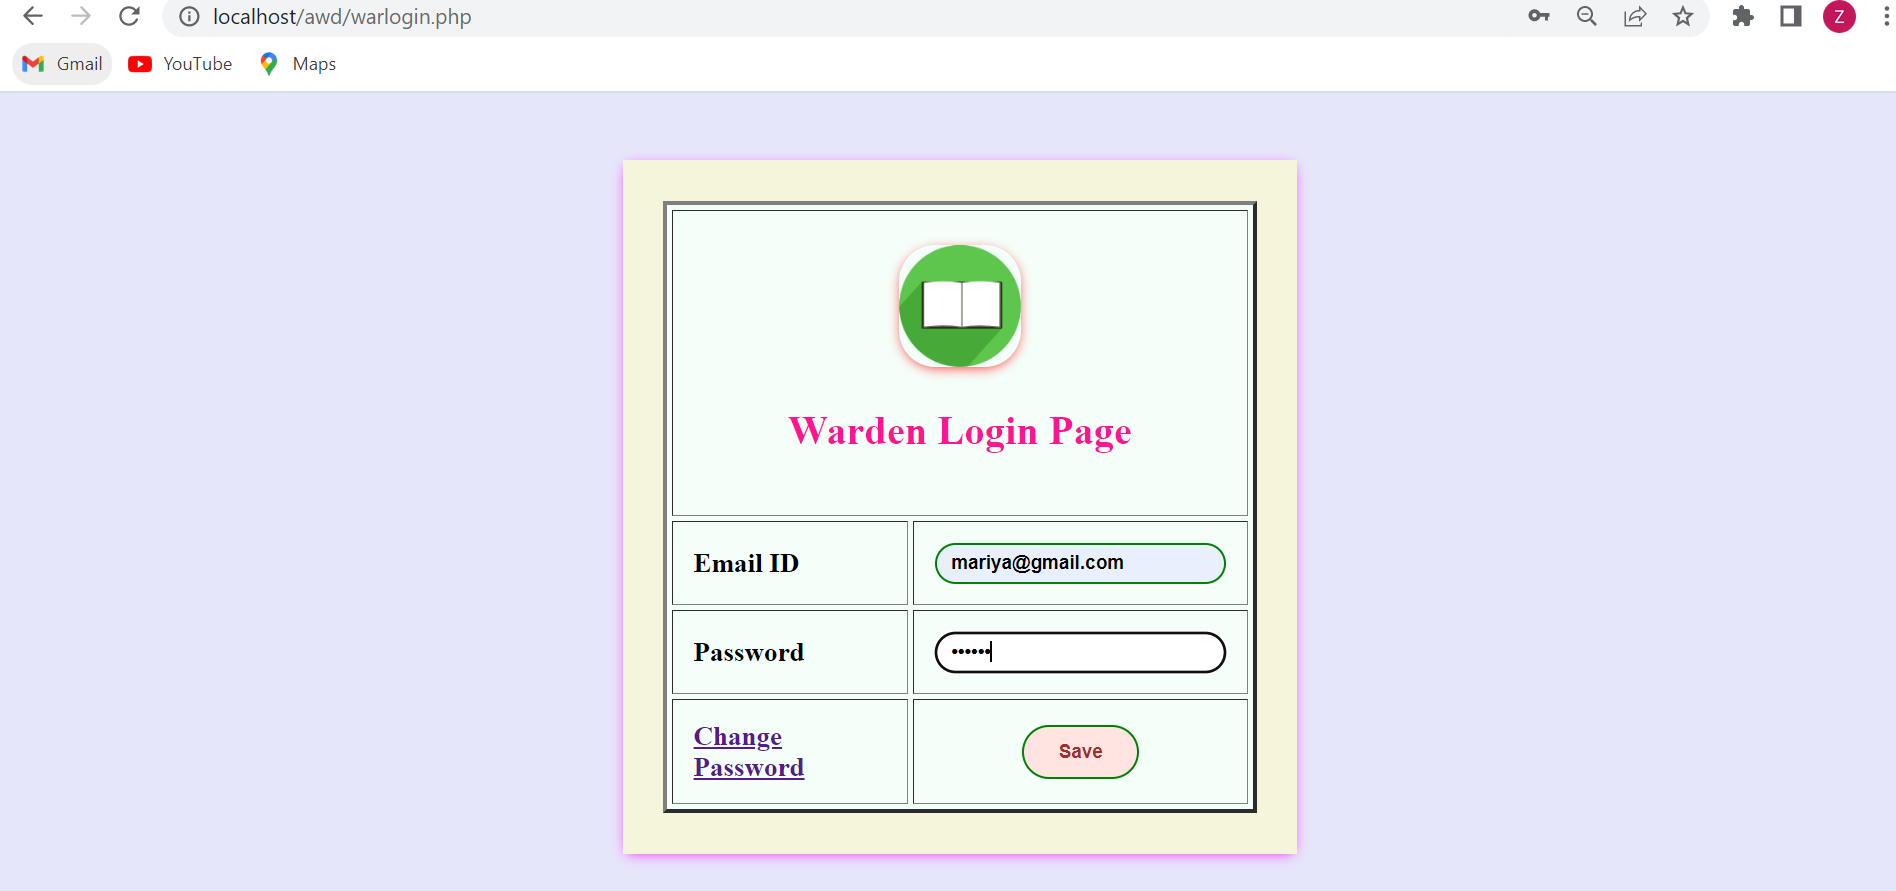 localhost/awd/warlogin.php
Z
Gmail YouTube Maps
Warden Login Page
Email ID mariya@gmail.com
Password ••••••
Change
Password
Save